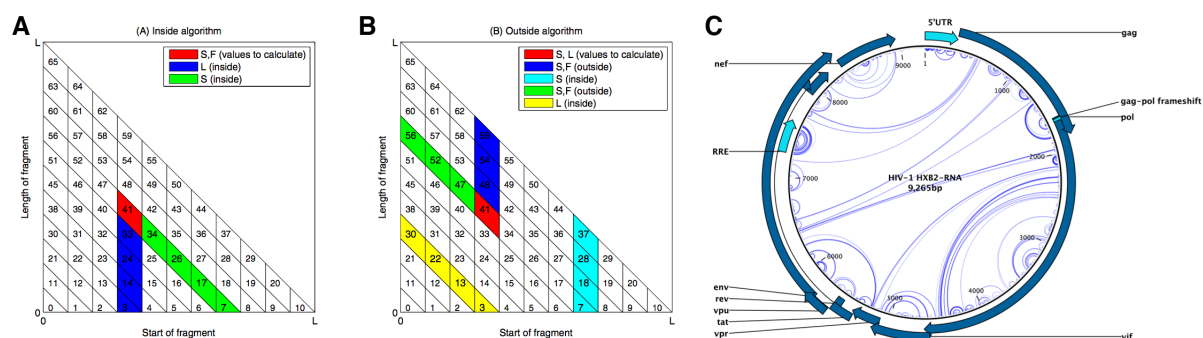 A
(A) Inside algorithm
L
S,F (values to calculate)
L (inside)
S (inside)
65
63 64
60 61 62
56 57 58 59
51 52 53 54 55
45 46 47 48 49 50
38 39 40 41 42 43 44
30 31 32 33 34 35 36 37
21 22 23 24 25 26 27 28 29
11 12 13 14 15 16 17 18 19 20
0 1 2 3 4 5 6 7 8 9 10
0
L
Length of fragment
Start of fragment
B
(B) Outside algorithm
L
S, L (values to calculate)
S,F (outside)
S (inside)
S,F (outside)
L (inside)
65
63 64
60 61 62
56 57 58 59
51 52 53 54 55
45 46 47 48 49 50
38 39 40 41 42 43 44
30 31 32 33 34 35 36 37
21 22 23 24 25 26 27 28 29
11 12 13 14 15 16 17 18 19 20
0 1 2 3 4 5 6 7 8 9 10
0
L
Length of fragment
Start of fragment
C
5'UTR
gag
nef
gag-pol frameshift
pol
RRE
HIV-1 HXB2-RNA
9,265bp
1
1000
2000
3000
4000
5000
6000
7000
8000
9000
env
rev
vpu
tat
vpr
vif